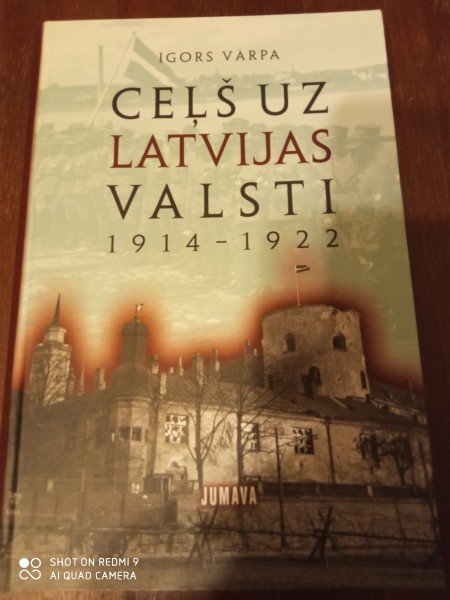 IGORS VĀRPA
CEĻŠ UZ
LATVIJAS
VALSTI
1914 - 1922
JUMAVA
SHOT ON REDMI 9
AI QUAD CAMERA